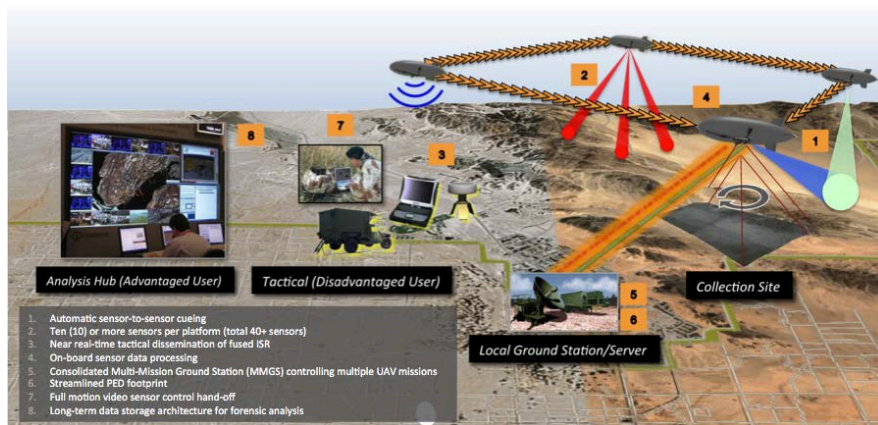 2
4
1
8
7
3
5
6
Analysis Hub (Advantaged User)
Tactical (Disadvantaged User)
Collection Site
Local Ground Station/Server
1. Automatic sensor-to-sensor cueing
2. Ten (10) or more sensors per platform (total 40+ sensors)
3. Near real-time tactical dissemination of fused ISR
4. On-board sensor data processing
5. Consolidated Multi-Mission Ground Station (MMGS) controlling multiple UAV missions
6. Streamlined PED footprint
7. Full motion video sensor control hand-off
8. Long-term data storage architecture for forensic analysis